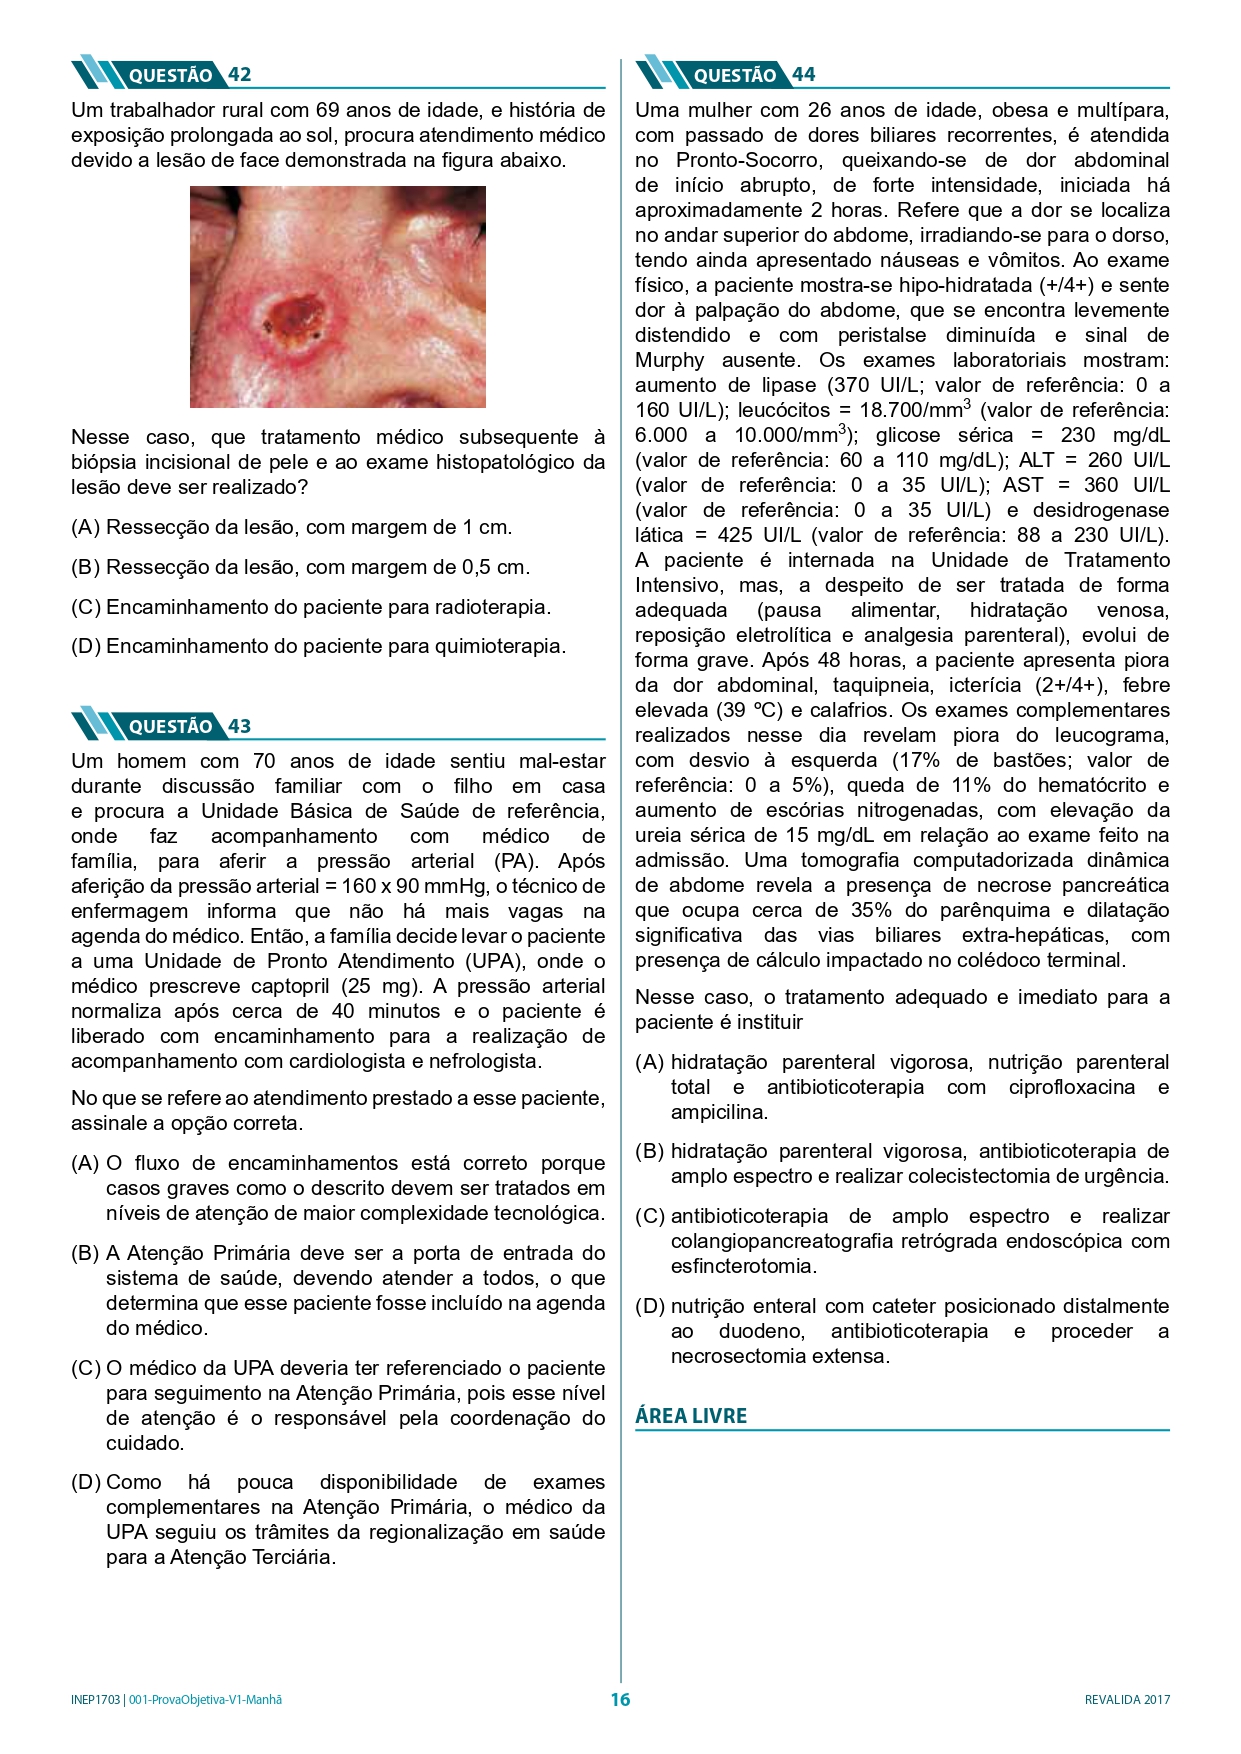 QUESTÃO 42
Um trabalhador rural com 69 anos de idade, e história de
exposição prolongada ao sol, procura atendimento médico
devido a lesão de face demonstrada na figura abaixo.
Nesse caso, que tratamento médico subsequente à
biópsia incisional de pele e ao exame histopatológico da
lesão deve ser realizado?
(A) Ressecção da lesão, com margem de 1 cm.
(B) Ressecção da lesão, com margem de 0,5 cm.
(C) Encaminhamento do paciente para radioterapia.
(D) Encaminhamento do paciente para quimioterapia.
QUESTÃO 43
Um homem com 70 anos de idade sentiu mal-estar
durante discussão familiar com o filho em casa
e procura a Unidade Básica de Saúde de referência,
onde faz acompanhamento com médico de
família, para aferir a pressão arterial (PA). Após
aferição da pressão arterial = 160 x 90 mmHg, o técnico de
enfermagem informa que não há mais vagas na
agenda do médico. Então, a família decide levar o paciente
a uma Unidade de Pronto Atendimento (UPA), onde o
médico prescreve captopril (25 mg). A pressão arterial
normaliza após cerca de 40 minutos e o paciente é
liberado com encaminhamento para a realização de
acompanhamento com cardiologista e nefrologista.
No que se refere ao atendimento prestado a esse paciente,
assinale a opção correta.
(A) O fluxo de encaminhamentos está correto porque
casos graves como o descrito devem ser tratados em
níveis de atenção de maior complexidade tecnológica.
(B) A Atenção Primária deve ser a porta de entrada do
sistema de saúde, devendo atender a todos, o que
determina que esse paciente fosse incluído na agenda
do médico.
(C) O médico da UPA deveria ter referenciado o paciente
para seguimento na Atenção Primária, pois esse nível
de atenção é o responsável pela coordenação do
cuidado.
(D) Como há pouca disponibilidade de exames
complementares na Atenção Primária, o médico da
UPA seguiu os trâmites da regionalização em saúde
para a Atenção Terciária.
QUESTÃO 44
Uma mulher com 26 anos de idade, obesa e multípara,
com passado de dores biliares recorrentes, é atendida
no Pronto-Socorro, queixando-se de dor abdominal
de início abrupto, de forte intensidade, iniciada há
aproximadamente 2 horas. Refere que a dor se localiza
no andar superior do abdome, irradiando-se para o dorso,
tendo ainda apresentado náuseas e vômitos. Ao exame
físico, a paciente mostra-se hipo-hidratada (+/4+) e sente
dor à palpação do abdome, que se encontra levemente
distendido e com peristalse diminuída e sinal de
Murphy ausente. Os exames laboratoriais mostram:
aumento de lipase (370 UI/L; valor de referência: 0 a
160 UI/L); leucócitos = 18.700/mm³ (valor de referência:
6.000 a 10.000/mm³); glicose sérica = 230 mg/dL
(valor de referência: 60 a 110 mg/dL); ALT = 260 UI/L
(valor de referência: 0 a 35 UI/L); AST = 360 UI/L
(valor de referência: 0 a 35 UI/L) e desidrogenase
lática = 425 UI/L (valor de referência: 88 a 230 UI/L).
A paciente é internada na Unidade de Tratamento
Intensivo, mas, a despeito de ser tratada de forma
adequada (pausa alimentar, hidratação venosa,
reposição eletrolítica e analgesia parenteral), evolui de
forma grave. Após 48 horas, a paciente apresenta piora
da dor abdominal, taquipneia, icterícia (2+/4+), febre
elevada (39 ºC) e calafrios. Os exames complementares
realizados nesse dia revelam piora do leucograma,
com desvio à esquerda (17% de bastões; valor de
referência: 0 a 5%), queda de 11% do hematócrito e
aumento de escórias nitrogenadas, com elevação da
ureia sérica de 15 mg/dL em relação ao exame feito na
admissão. Uma tomografia computadorizada dinâmica
de abdome revela a presença de necrose pancreática
que ocupa cerca de 35% do parênquima e dilatação
significativa das vias biliares extra-hepáticas, com
presença de cálculo impactado no colédoco terminal.
Nesse caso, o tratamento adequado e imediato para a
paciente é instituir
(A) hidratação parenteral vigorosa, nutrição parenteral
total e antibioticoterapia com ciprofloxacina e
ampicilina.
(B) hidratação parenteral vigorosa, antibioticoterapia de
amplo espectro e realizar colecistectomia de urgência.
(C) antibioticoterapia de amplo espectro e realizar
colangiopancreatografia retrógrada endoscópica com
esfincterotomia.
(D) nutrição enteral com cateter posicionado distalmente
ao duodeno, antibioticoterapia e proceder a
necrosectomia extensa.
ÁREA LIVRE
INEP1703 | 001-ProvaObjetiva-V1-Manhã
16
REVALIDA 2017